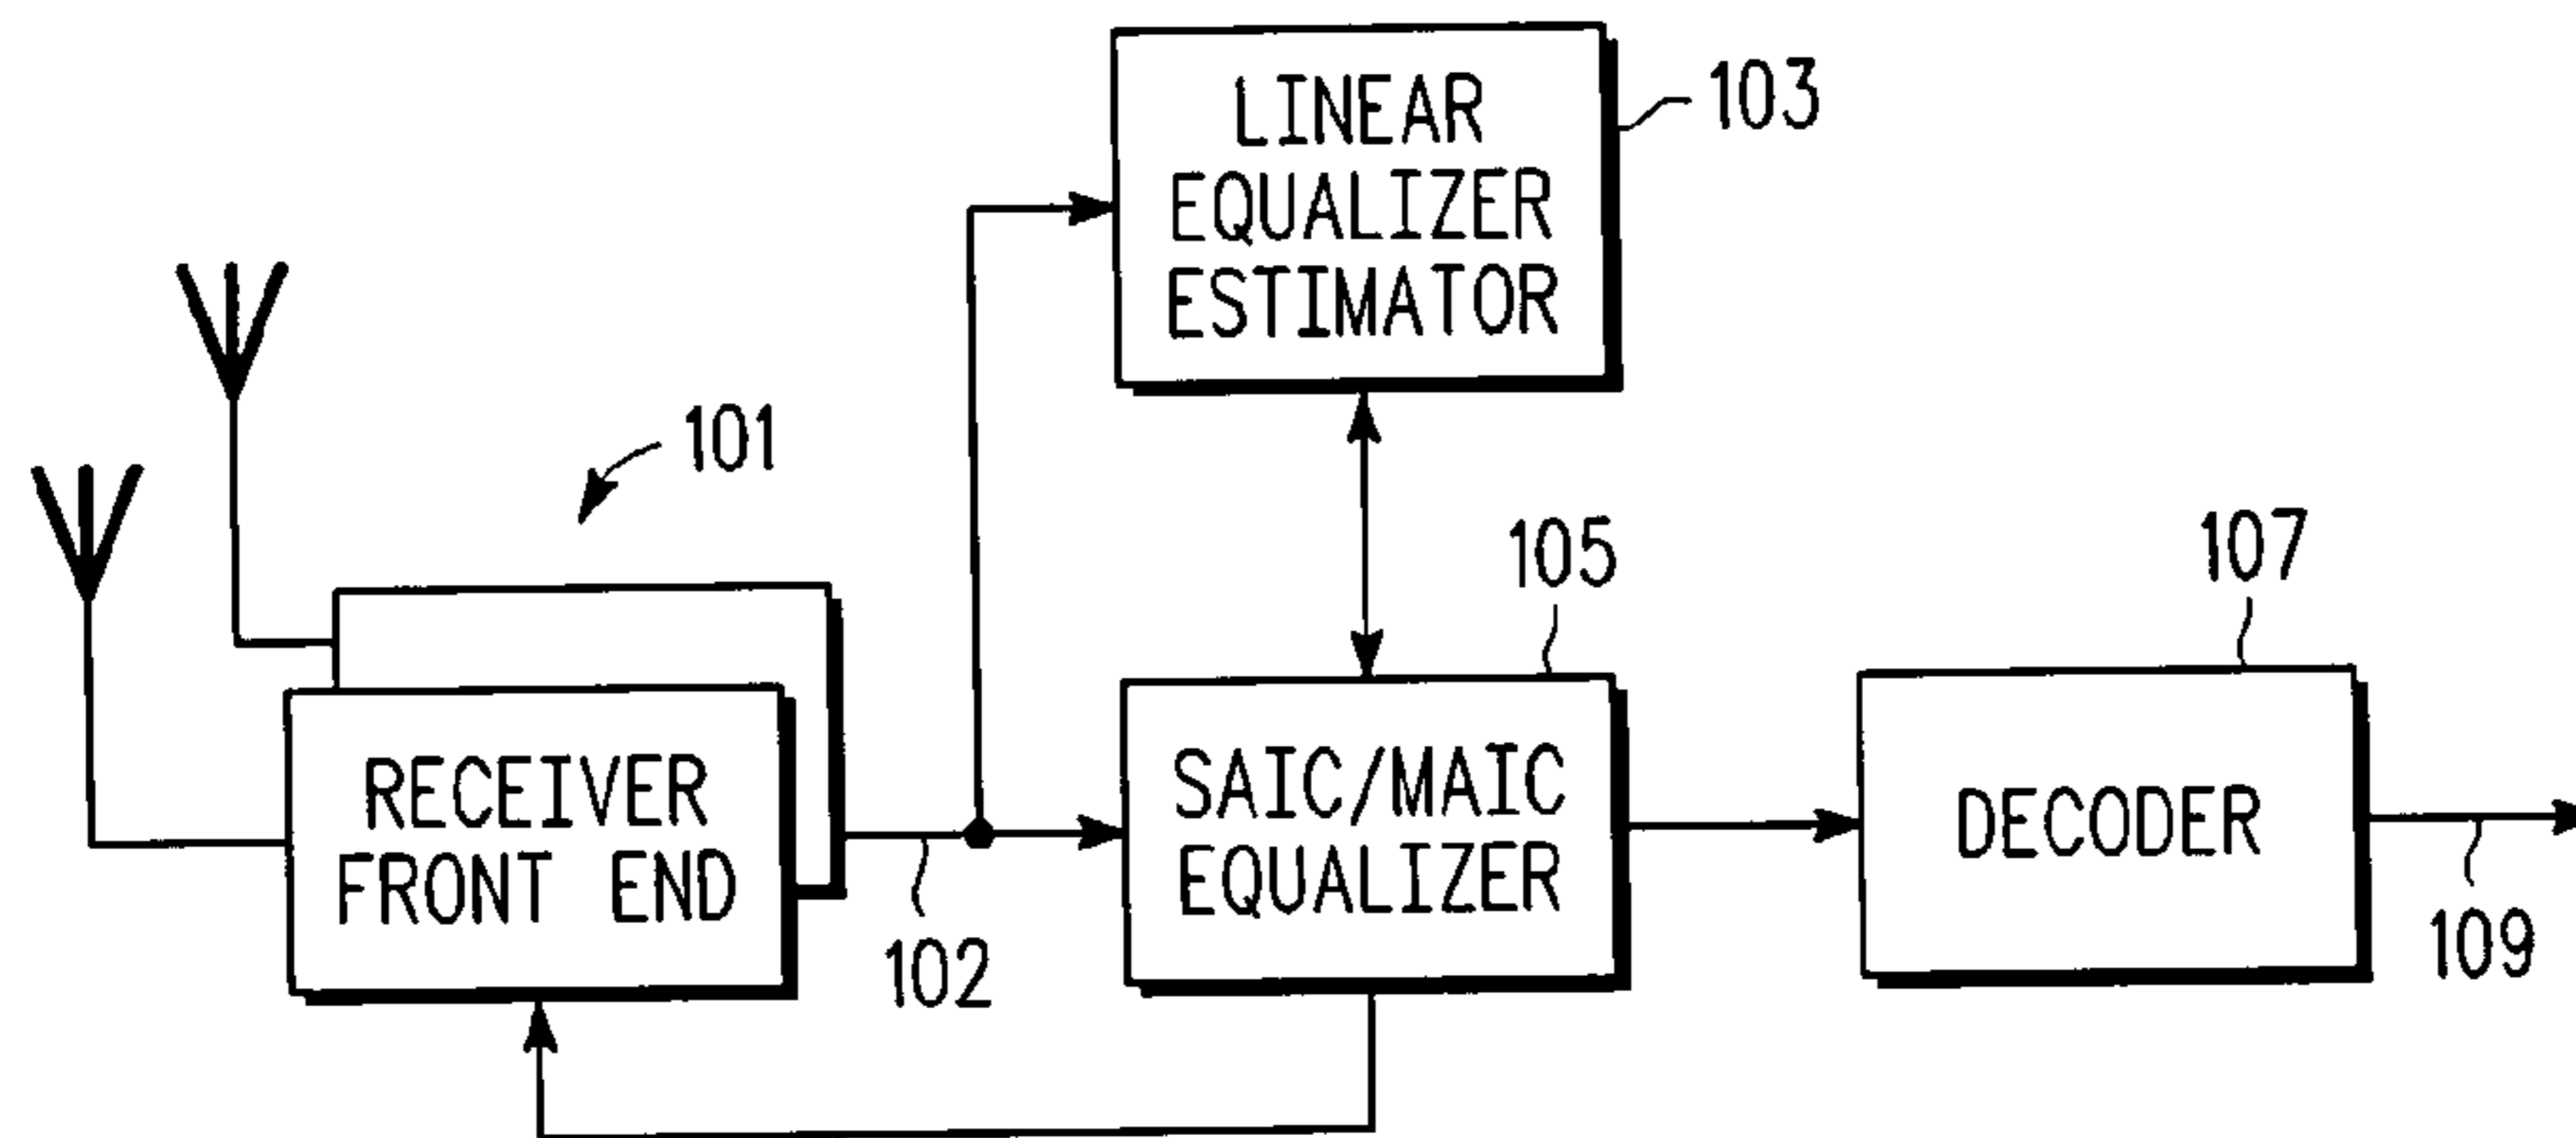 LINEAR
EQUALIZER
ESTIMATOR
103
101
105
107
RECEIVER
FRONT END
SAIC/MAIC
EQUALIZER
DECODER
102
109